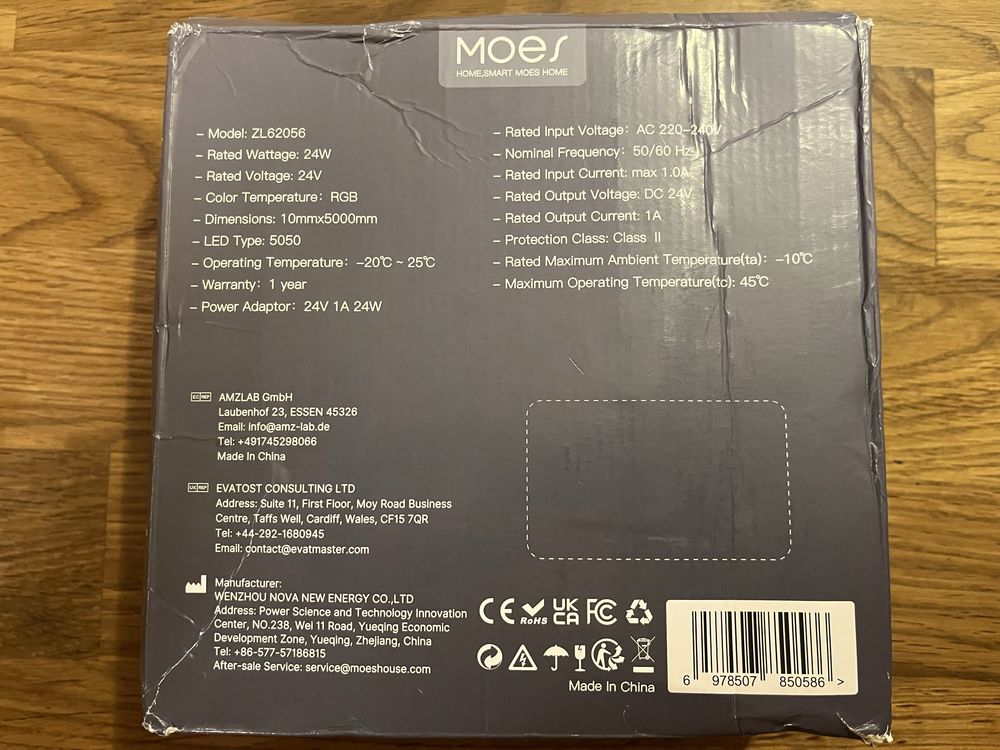 MOES
HOME,SMART MOES HOME
– Model: ZL62056
– Rated Wattage: 24W
– Rated Voltage: 24V
– Color Temperature: RGB
– Dimensions: 10mmx5000mm
– LED Type: 5050
– Operating Temperature: –20℃ ~ 25℃
– Warranty: 1 year
– Power Adaptor: 24V 1A 24W
– Rated Input Voltage: AC 220–240V
– Nominal Frequency: 50/60 Hz
– Rated Input Current: max 1.0A
– Rated Output Voltage: DC 24V
– Rated Output Current: 1A
– Protection Class: Class II
– Rated Maximum Ambient Temperature(ta): –10℃
– Maximum Operating Temperature(tc): 45℃
EC REP AMZLAB GmbH
Laubenhof 23, ESSEN 45326
Email: info@amz-lab.de
Tel: +491745298066
Made In China
UK REP EVATOST CONSULTING LTD
Address: Suite 11, First Floor, Moy Road Business
Centre, Taffs Well, Cardiff, Wales, CF15 7QR
Tel: +44-292-1680945
Email: contact@evatmaster.com
Manufacturer:
WENZHOU NOVA NEW ENERGY CO.,LTD
Address: Power Science and Technology Innovation
Center, NO.238, Wei 11 Road, Yueqing Economic
Development Zone, Yueqing, Zhejiang, China
Tel: +86-577-57186815
After-sale Service: service@moeshouse.com
CE RoHS UK CA FC
Made In China
6 978507 850586 >